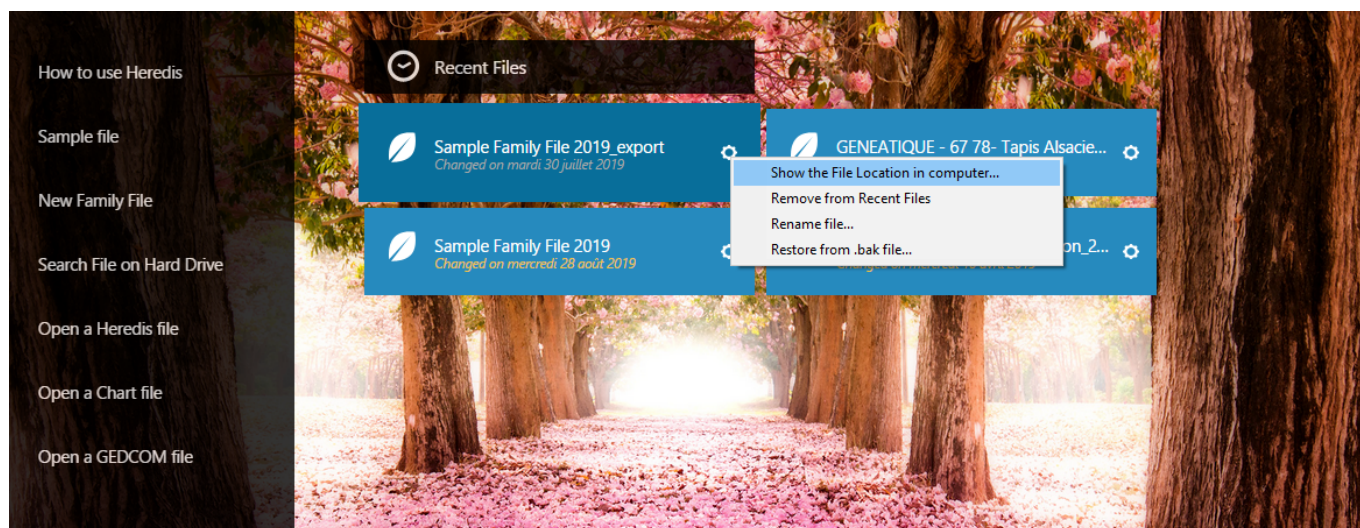 How to use Heredis
Sample file
New Family File
Search File on Hard Drive
Open a Heredis file
Open a Chart file
Open a GEDCOM file
Recent Files
Sample Family File 2019_export
Changed on mardi 30 juillet 2019
GENEATIQUE - 67 78- Tapis Alsacie...
Show the File Location in computer...
Remove from Recent Files
Rename file...
Restore from .bak file...
Sample Family File 2019
Changed on mercredi 28 août 2019
on_2...